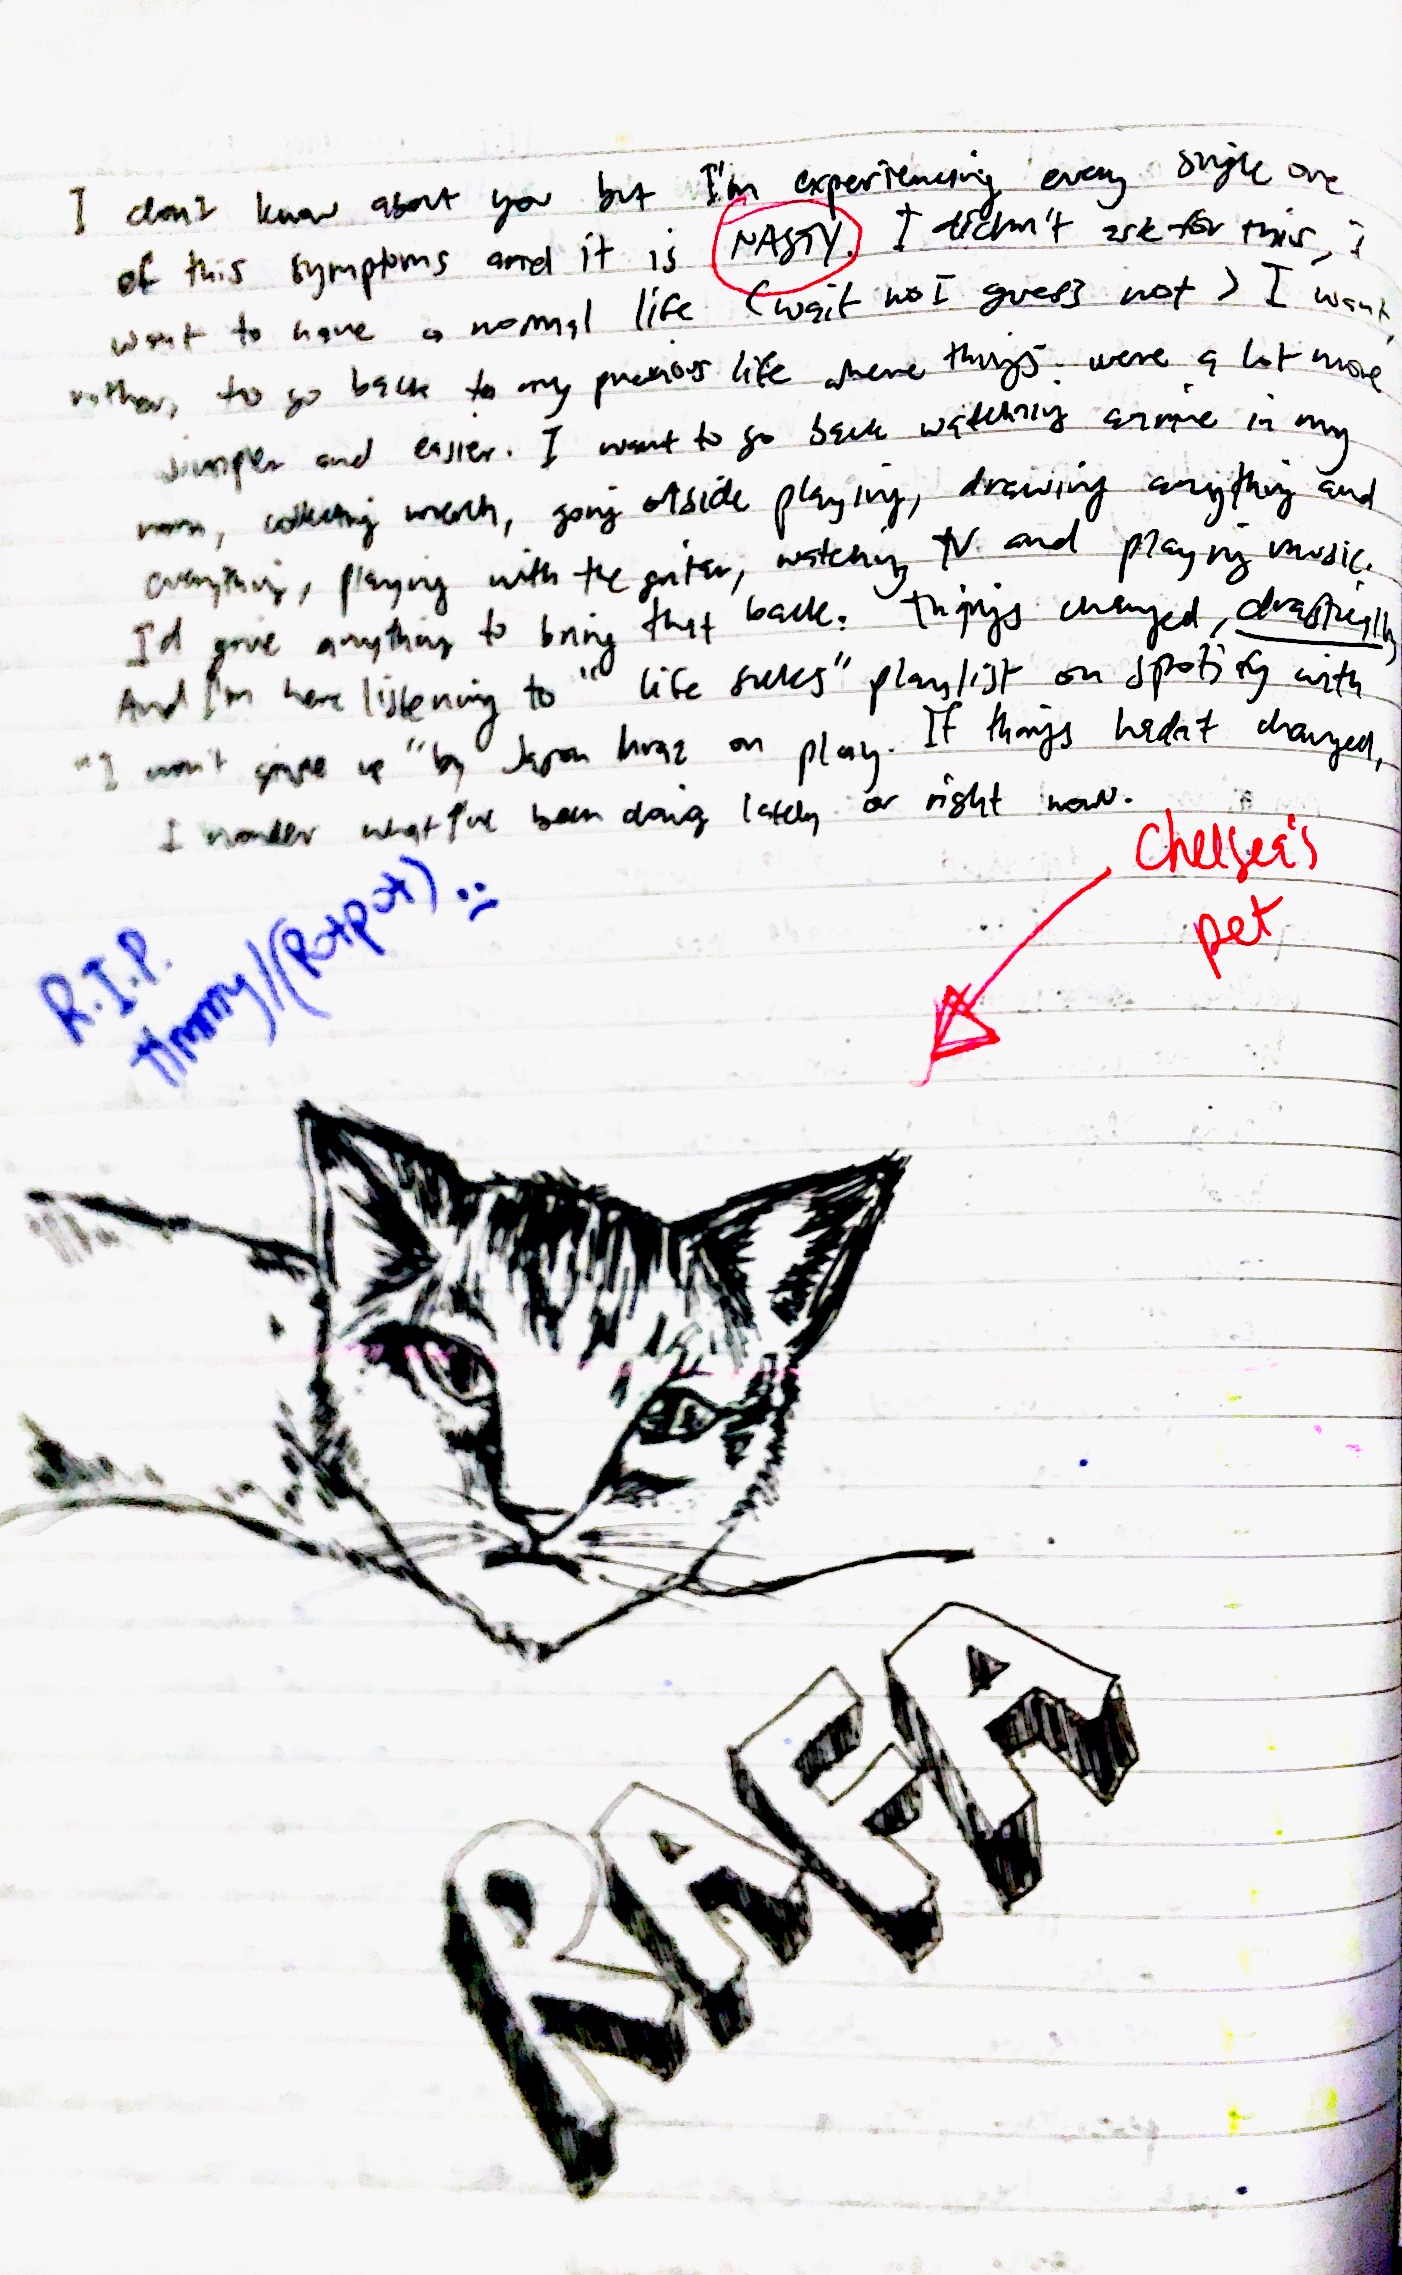 I don't know about you but I'm experiencing every single one
of this symptoms and it is NASTY. I didn't ask for this, I
want to have a normal life (wait no I guess not) I want,
rather, to go back to my previous life where things were a lot more
simpler and easier. I want to go back watching anime in my
room, collecting merch, going otside playing, drawing anything and
everything, playing with the guitar, watching TV and playing music.
I'd give anything to bring that back. Things changed, drastically
And I'm here listening to "life sucks" playlist on spotify with
"I won't give up" by Jason Mraz on play. If things hadn't changed,
I wonder what I've been doing lately or right now.
Chelsea's
pet
R.I.P.
timmy/(Potpot) :(
RAFA